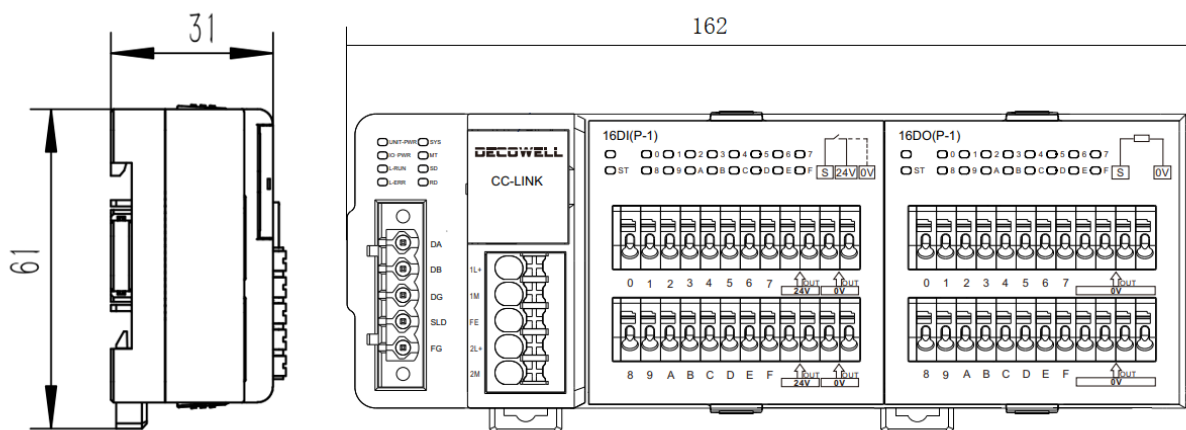 31
61
162
UNIT-PWR SYS
IO-PWR MT
L-RUN SD
L-ERR RD
DECOWELL
CC-LINK
DA
DB
DG
SLD
FG
1L+
1M
FE
2L+
2M
16DI(P-1)
0 1 2 3 4 5 6 7
ST 8 9 A B C D E F
S 24V 0V
0 1 2 3 4 5 6 7
OUT OUT
24V 0V
8 9 A B C D E F
OUT OUT
24V 0V
16DO(P-1)
0 1 2 3 4 5 6 7
ST 8 9 A B C D E F
S 0V
0 1 2 3 4 5 6 7
OUT
0V
8 9 A B C D E F
OUT
0V